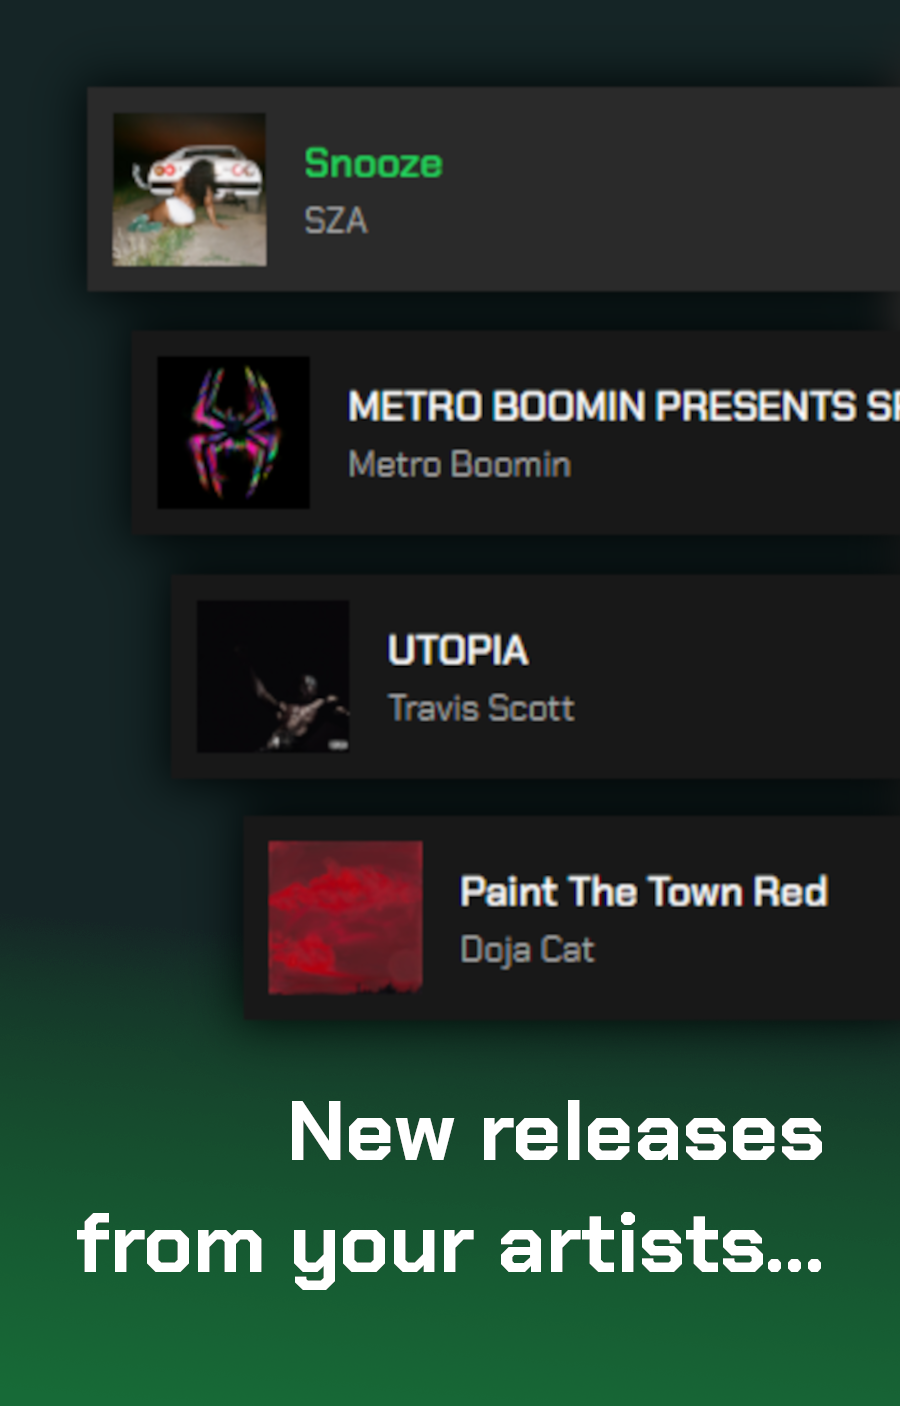 Snooze
SZA
METRO BOOMIN PRESENTS
Metro Boomin
UTOPIA
Travis Scott
Paint The Town Red
Doja Cat
New releases
from your artists...